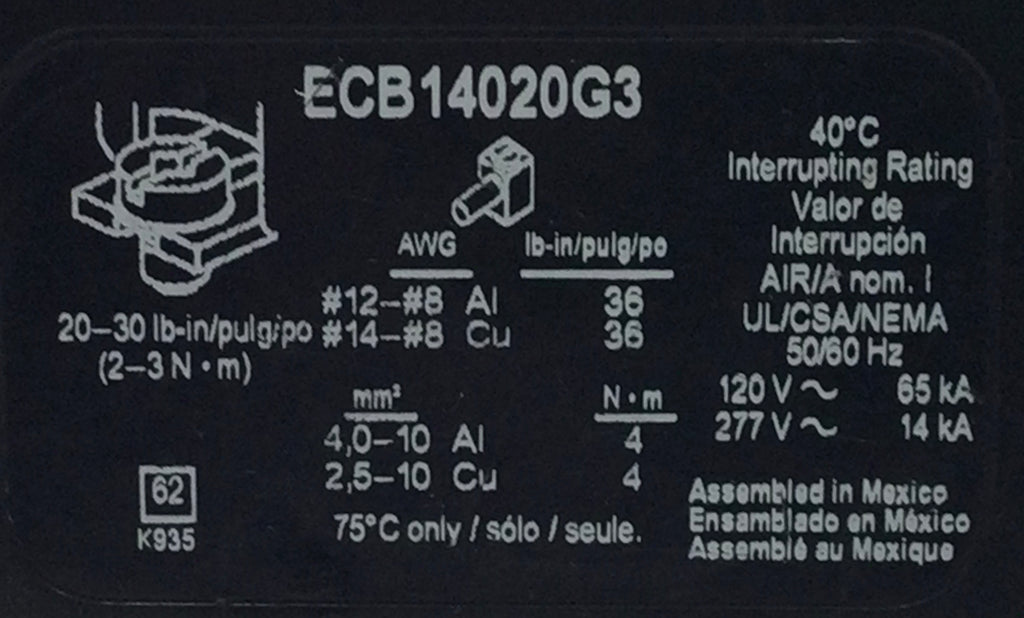 ECB14020G3
20–30 lb-in/pulg/po
(2–3 N • m)
AWG lb-in/pulg/po
#12–#8 Al 36
#14–#8 Cu 36
mm² N • m
4,0–10 Al 4
2,5–10 Cu 4
75°C only / sólo / seule.
62
K935
40°C
Interrupting Rating
Valor de
Interrupción
AIR/A nom. I
UL/CSA/NEMA
50/60 Hz
120 V ~ 65 kA
277 V ~ 14 kA
Assembled in Mexico
Ensamblado en México
Assemblé au Mexique